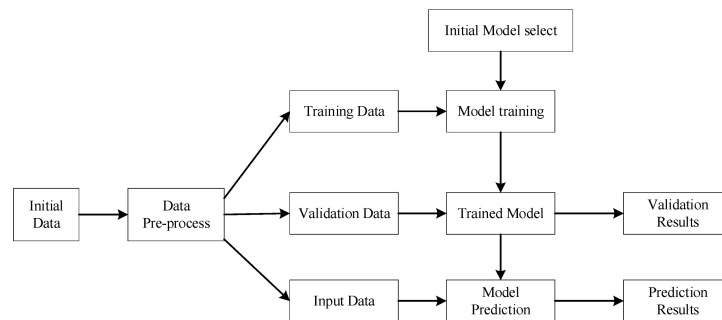 Initial Model select
Training Data
Model training
Initial
Data
Data
Pre-process
Validation Data
Trained Model
Validation
Results
Input Data
Model
Prediction
Prediction
Results